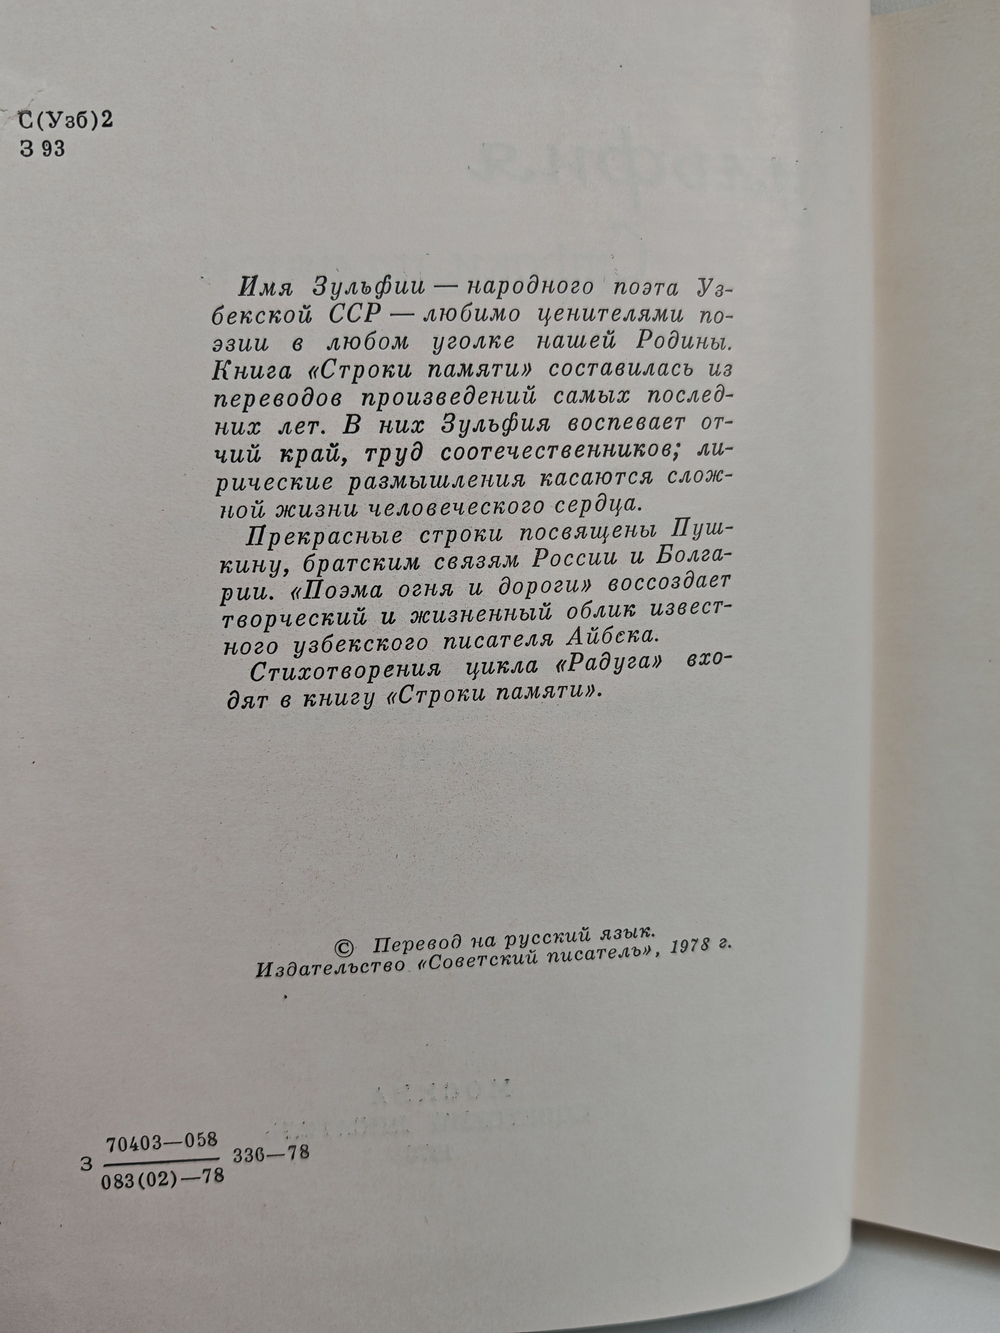 С(Узб)2
З 93
Имя Зульфии — народного поэта Уз-
бекской ССР — любимо ценителями по-
эзии в любом уголке нашей Родины.
Книга «Строки памяти» составилась из
переводов произведений самых послед-
них лет. В них Зульфия воспевает от-
чий край, труд соотечественников; ли-
рические размышления касаются слож-
ной жизни человеческого сердца.
Прекрасные строки посвящены Пуш-
кину, братским связям России и Болга-
рии. «Поэма огня и дороги» воссоздает
творческий и жизненный облик извест-
ного узбекского писателя Айбека.
Стихотворения цикла «Радуга» вхо-
дят в книгу «Строки памяти».
© Перевод на русский язык.
Издательство «Советский писатель», 1978 г.
70403—058
З 336—78
083(02)—78